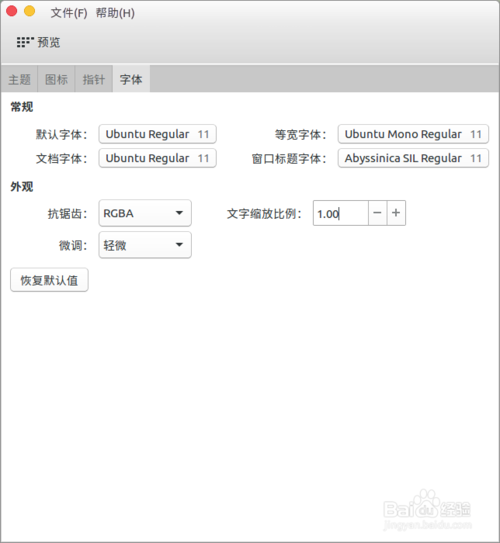 文件(F) 帮助(H)
预览
主题 图标 指针 字体
常规
默认字体: Ubuntu Regular 11 等宽字体: Ubuntu Mono Regular 11
文档字体: Ubuntu Regular 11 窗口标题字体: Abyssinica SIL Regular 11
外观
抗锯齿: RGBA 文字缩放比例: 1.00 − +
微调: 轻微
恢复默认值
Baidu 经验
jingyan.baidu.com